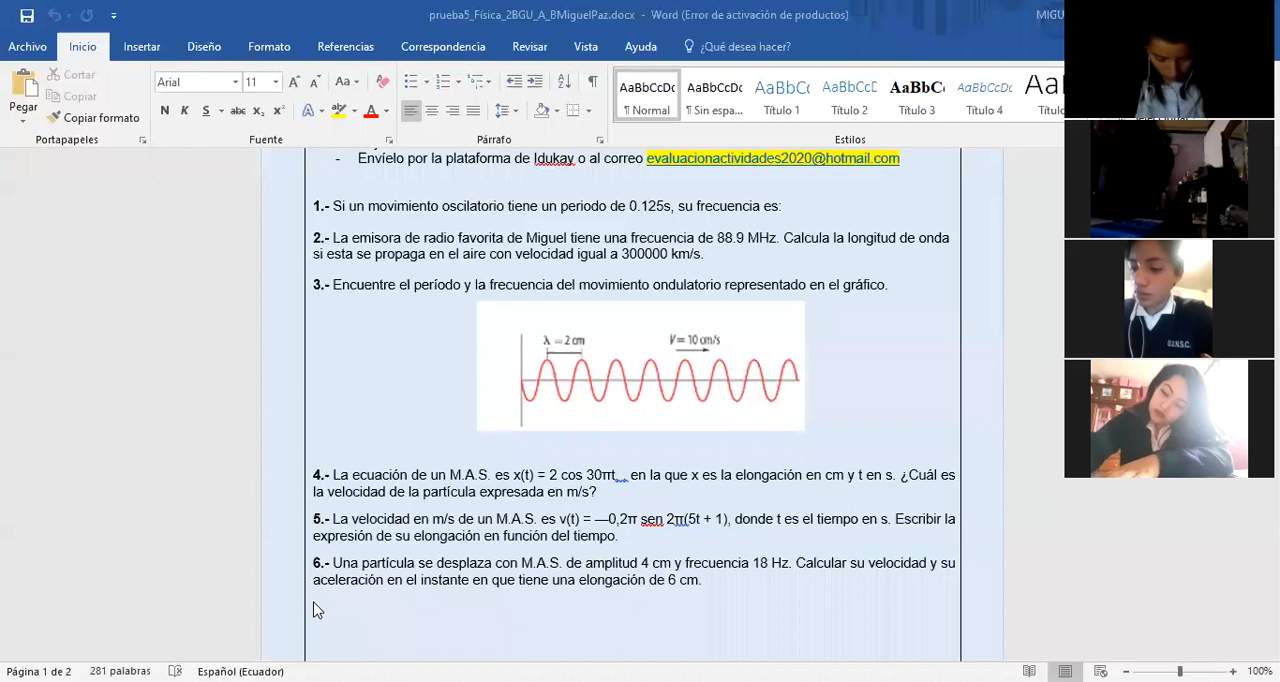 prueba5_Física_2BGU_A_BMiguelPaz.docx - Word (Error de activación de productos)
Archivo Inicio Insertar Diseño Formato Referencias Correspondencia Revisar Vista Ayuda ¿Qué desea hacer?
Pegar
Cortar
Copiar
Copiar formato
Arial 11
N K S abc x₂ x²
AaBbCcDc AaBbCcDc AaBbCc AaBbCcD AaBbC AaBbCcD
¶ Normal ¶ Sin espa... Título 1 Título 2 Título 3 Título 4
Portapapeles Fuente Párrafo Estilos
- Envíelo por la plataforma de Idukay o al correo evaluacionactividades2020@hotmail.com
1.- Si un movimiento oscilatorio tiene un periodo de 0.125s, su frecuencia es:
2.- La emisora de radio favorita de Miguel tiene una frecuencia de 88.9 MHz. Calcula la longitud de onda
si esta se propaga en el aire con velocidad igual a 300000 km/s.
3.- Encuentre el período y la frecuencia del movimiento ondulatorio representado en el gráfico.
λ = 2 cm V = 10 cm/s
4.- La ecuación de un M.A.S. es x(t) = 2 cos 30πt, en la que x es la elongación en cm y t en s. ¿Cuál es
la velocidad de la partícula expresada en m/s?
5.- La velocidad en m/s de un M.A.S. es v(t) = —0,2π sen 2π(5t + 1), donde t es el tiempo en s. Escribir la
expresión de su elongación en función del tiempo.
6.- Una partícula se desplaza con M.A.S. de amplitud 4 cm y frecuencia 18 Hz. Calcular su velocidad y su
aceleración en el instante en que tiene una elongación de 6 cm.
Página 1 de 2 281 palabras Español (Ecuador) 100%